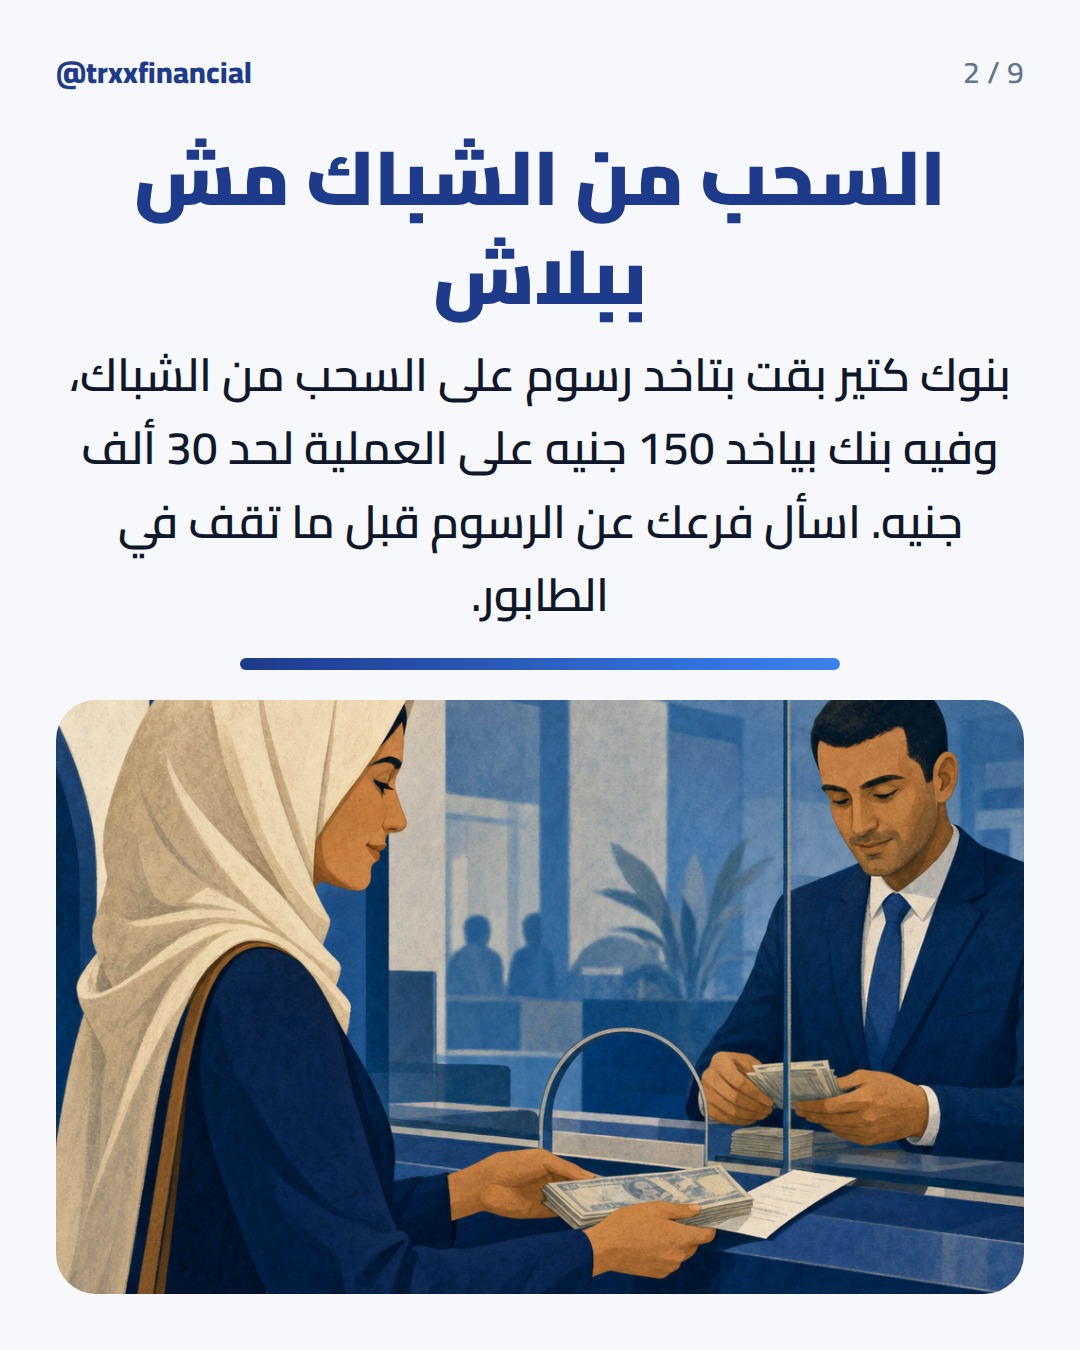 @trxxfinancial
2 / 9
السحب من الشباك مش
ببلاش
بنوك كتير بقت بتاخد رسوم على السحب من الشباك،
وفيه بنك بياخد 150 جنيه على العملية لحد 30 ألف
جنيه. اسأل فرعك عن الرسوم قبل ما تقف في
الطابور.